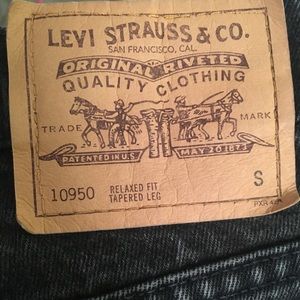 LEVI STRAUSS & CO.
SAN FRANCISCO, CAL.
ORIGINAL RIVETED
QUALITY CLOTHING
TRADE MARK
PATENTED IN U.S. MAY 20 1873
10950 RELAXED FIT S
TAPERED LEG